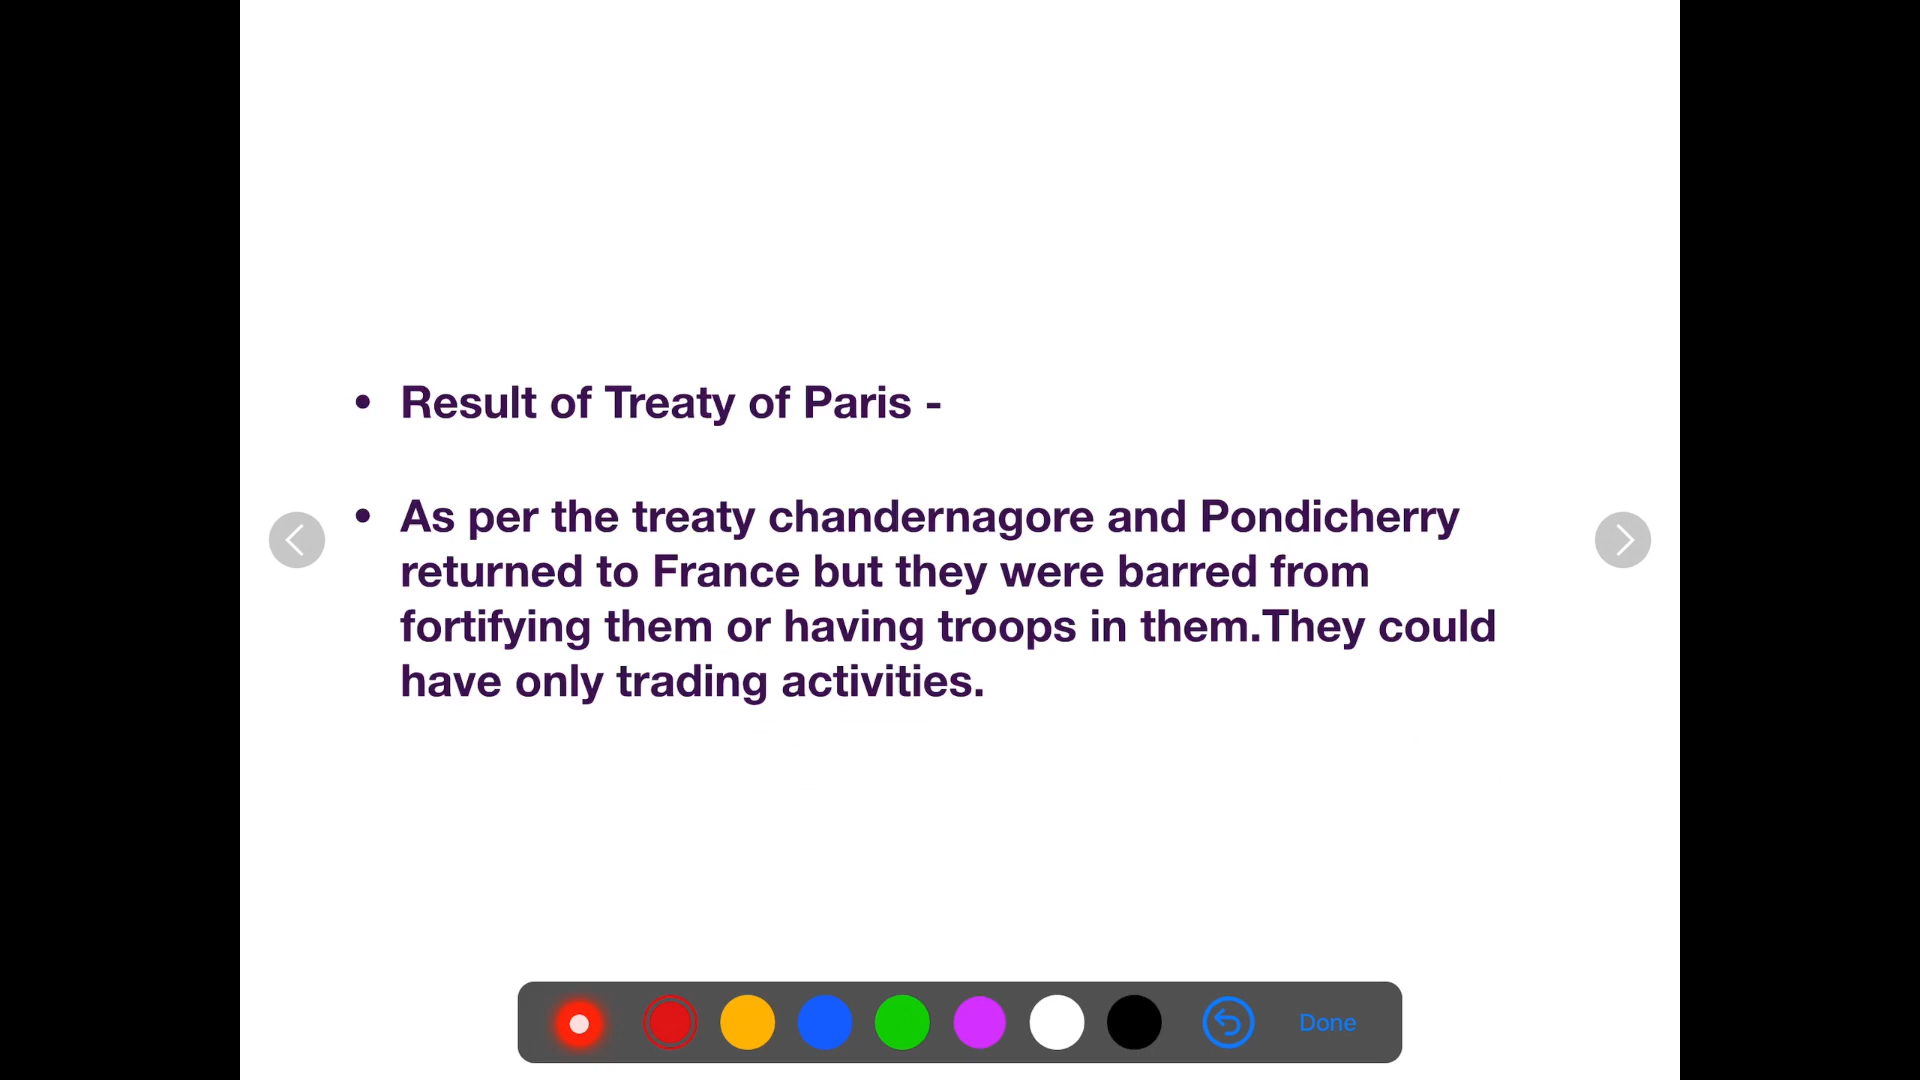 • Result of Treaty of Paris -
• As per the treaty chandernagore and Pondicherry
returned to France but they were barred from
fortifying them or having troops in them.They could
have only trading activities.
Done